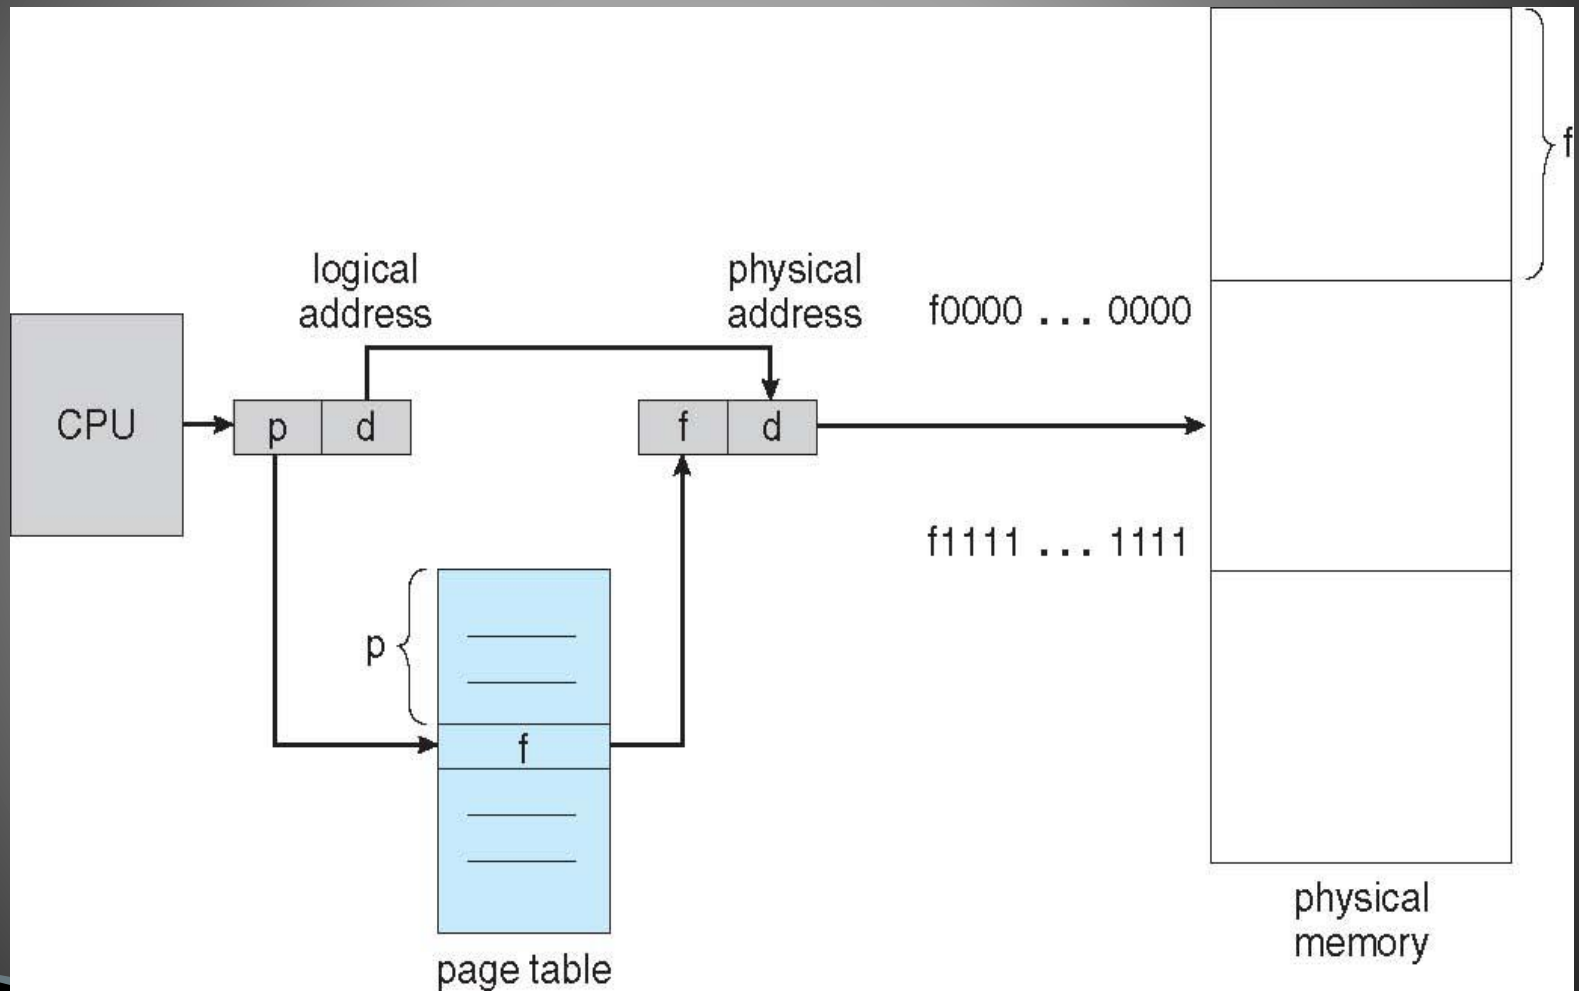 f
logical
address
physical
address
f0000 ... 0000
CPU
p
d
f
d
f1111 ... 1111
p
f
physical
memory
page table